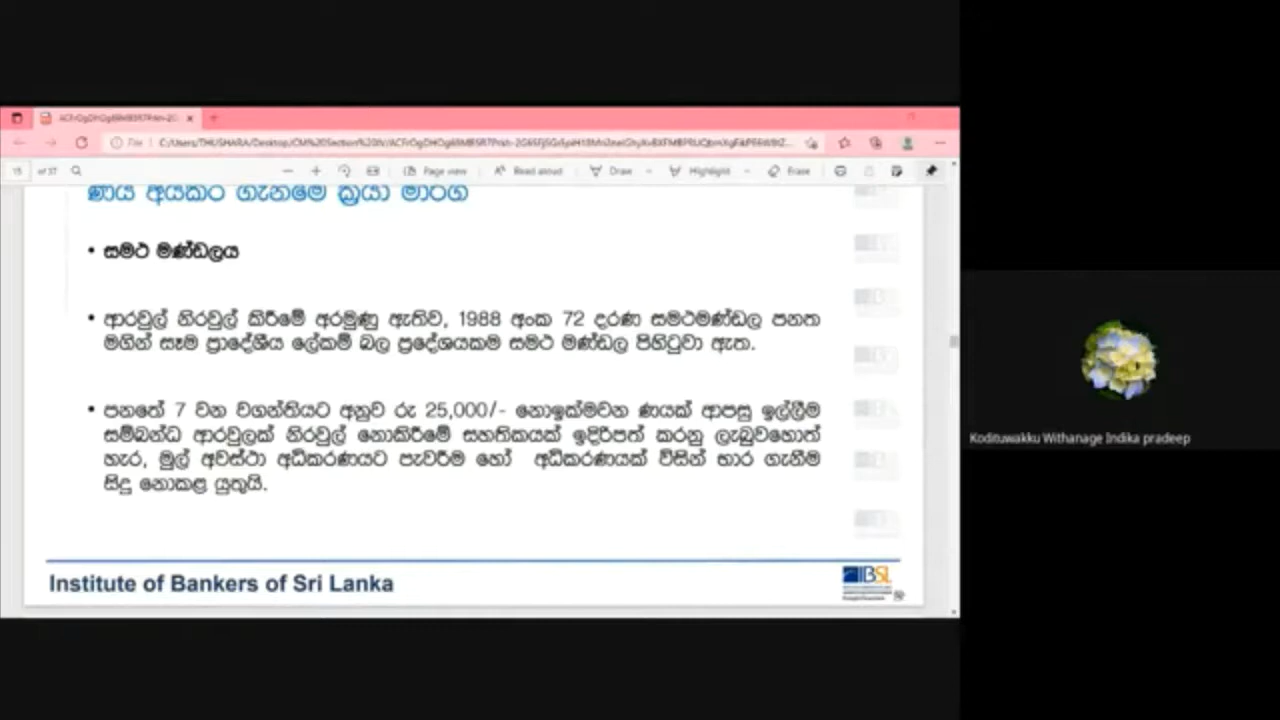 Page view
Read aloud
Draw
Highlight
Erase
15 of 37
ණය අයකර ගැනීමේ ක්‍රියා මාර්ග
• සමථ මණ්ඩලය
• ආරවුල් නිරවුල් කිරීමේ අරමුණු ඇතිව, 1988 අංක 72 දරණ සමථමණ්ඩල පනත
මගින් සෑම ප්‍රාදේශීය ලේකම් බල ප්‍රදේශයකම සමථ මණ්ඩල පිහිටුවා ඇත.
• පනතේ 7 වන වගන්තියට අනුව රු 25,000/- නොඉක්මවන ණයක් ආපසු ඉල්ලීම
සම්බන්ධ ආරවුලක් නිරවුල් නොකිරීමේ සහතිකයක් ඉදිරිපත් කරනු ලැබුවහොත්
හැර, මුල් අවස්ථා අධිකරණයට පැවරීම හෝ අධිකරණයක් විසින් භාර ගැනීම
සිදු නොකළ යුතුයි.
Institute of Bankers of Sri Lanka
IBSL
Kodituwakku Withanage Indika pradeep